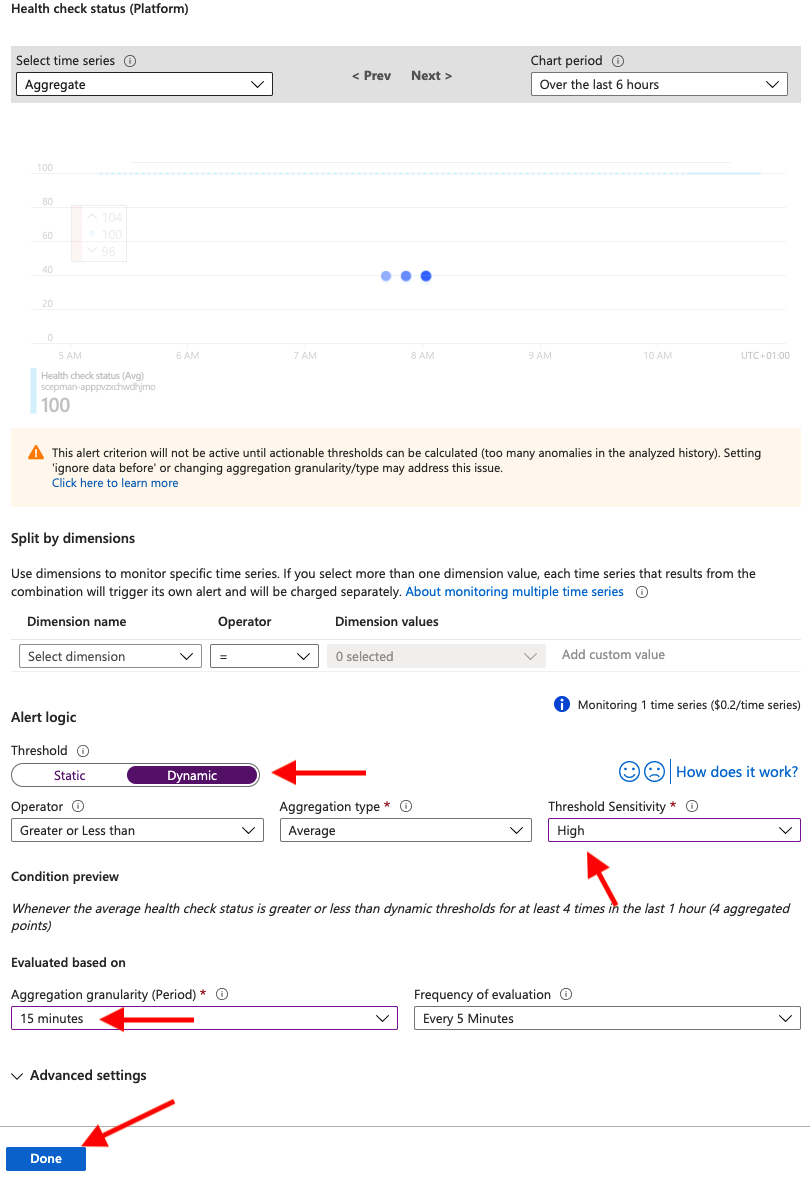 Health check status (Platform)
Select time series
Aggregate
< Prev Next >
Chart period
Over the last 6 hours
100
80
60
40
20
0
104
100
96
5 AM 6 AM 7 AM 8 AM 9 AM 10 AM UTC+01:00
Health check status (Avg)
scepman-apppvzxchwdhjmo
100
This alert criterion will not be active until actionable thresholds can be calculated (too many anomalies in the analyzed history). Setting
'ignore data before' or changing aggregation granularity/type may address this issue.
Click here to learn more
Split by dimensions
Use dimensions to monitor specific time series. If you select more than one dimension value, each time series that results from the
combination will trigger its own alert and will be charged separately. About monitoring multiple time series
Dimension name Operator Dimension values
Select dimension = 0 selected Add custom value
Monitoring 1 time series ($0.2/time series)
Alert logic
Threshold
Static Dynamic
How does it work?
Operator Aggregation type * Threshold Sensitivity *
Greater or Less than Average High
Condition preview
Whenever the average health check status is greater or less than dynamic thresholds for at least 4 times in the last 1 hour (4 aggregated
points)
Evaluated based on
Aggregation granularity (Period) * Frequency of evaluation
15 minutes Every 5 Minutes
Advanced settings
Done